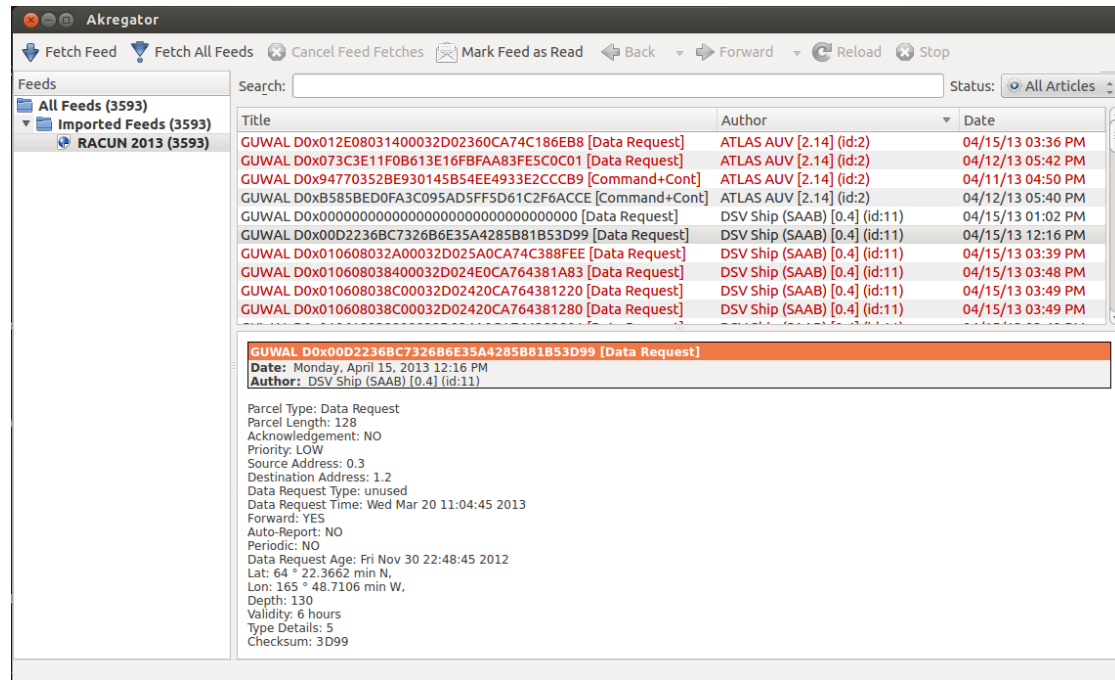 Akregator
Fetch Feed Fetch All Feeds Cancel Feed Fetches Mark Feed as Read Back Forward Reload Stop
Feeds
All Feeds (3593)
Imported Feeds (3593)
RACUN 2013 (3593)
Search: Status: All Articles
Title Author Date
GUWAL D0x012E08031400032D02360CA74C186EB8 [Data Request] ATLAS AUV [2.14] (id:2) 04/15/13 03:36 PM
GUWAL D0x073C3E11F0B613E16FBFAA83FE5C0C01 [Data Request] ATLAS AUV [2.14] (id:2) 04/12/13 05:42 PM
GUWAL D0x94770352BE930145B54EE4933E2CCCB9 [Command+Cont] ATLAS AUV [2.14] (id:2) 04/11/13 04:50 PM
GUWAL D0xB585BED0FA3C095AD5FF5D61C2F6ACCE [Command+Cont] ATLAS AUV [2.14] (id:2) 04/12/13 05:40 PM
GUWAL D0x00000000000000000000000000000000 [Data Request] DSV Ship (SAAB) [0.4] (id:11) 04/15/13 01:02 PM
GUWAL D0x00D2236BC7326B6E35A4285B81B53D99 [Data Request] DSV Ship (SAAB) [0.4] (id:11) 04/15/13 12:16 PM
GUWAL D0x010608032A00032D025A0CA74C388FEE [Data Request] DSV Ship (SAAB) [0.4] (id:11) 04/15/13 03:39 PM
GUWAL D0x010608038400032D024E0CA764381A83 [Data Request] DSV Ship (SAAB) [0.4] (id:11) 04/15/13 03:48 PM
GUWAL D0x010608038C00032D02420CA764381220 [Data Request] DSV Ship (SAAB) [0.4] (id:11) 04/15/13 03:49 PM
GUWAL D0x010608038C00032D02420CA764381280 [Data Request] DSV Ship (SAAB) [0.4] (id:11) 04/15/13 03:49 PM
GUWAL D0x00D2236BC7326B6E35A4285B81B53D99 [Data Request]
Date: Monday, April 15, 2013 12:16 PM
Author: DSV Ship (SAAB) [0.4] (id:11)
Parcel Type: Data Request
Parcel Length: 128
Acknowledgement: NO
Priority: LOW
Source Address: 0.3
Destination Address: 1.2
Data Request Type: unused
Data Request Time: Wed Mar 20 11:04:45 2013
Forward: YES
Auto-Report: NO
Periodic: NO
Data Request Age: Fri Nov 30 22:48:45 2012
Lat: 64 ° 22.3662 min N,
Lon: 165 ° 48.7106 min W,
Depth: 130
Validity: 6 hours
Type Details: 5
Checksum: 3D99